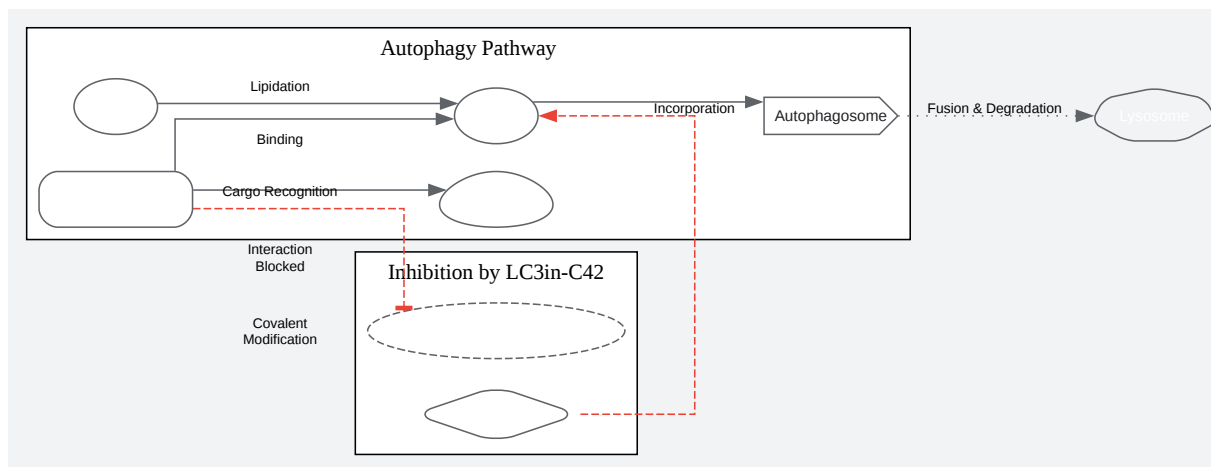 Autophagy Pathway
Lipidation
Incorporation
Autophagosome
Fusion & Degradation
Lysosome
Binding
Cargo Recognition
Interaction
Blocked
Inhibition by LC3in-C42
Covalent
Modification